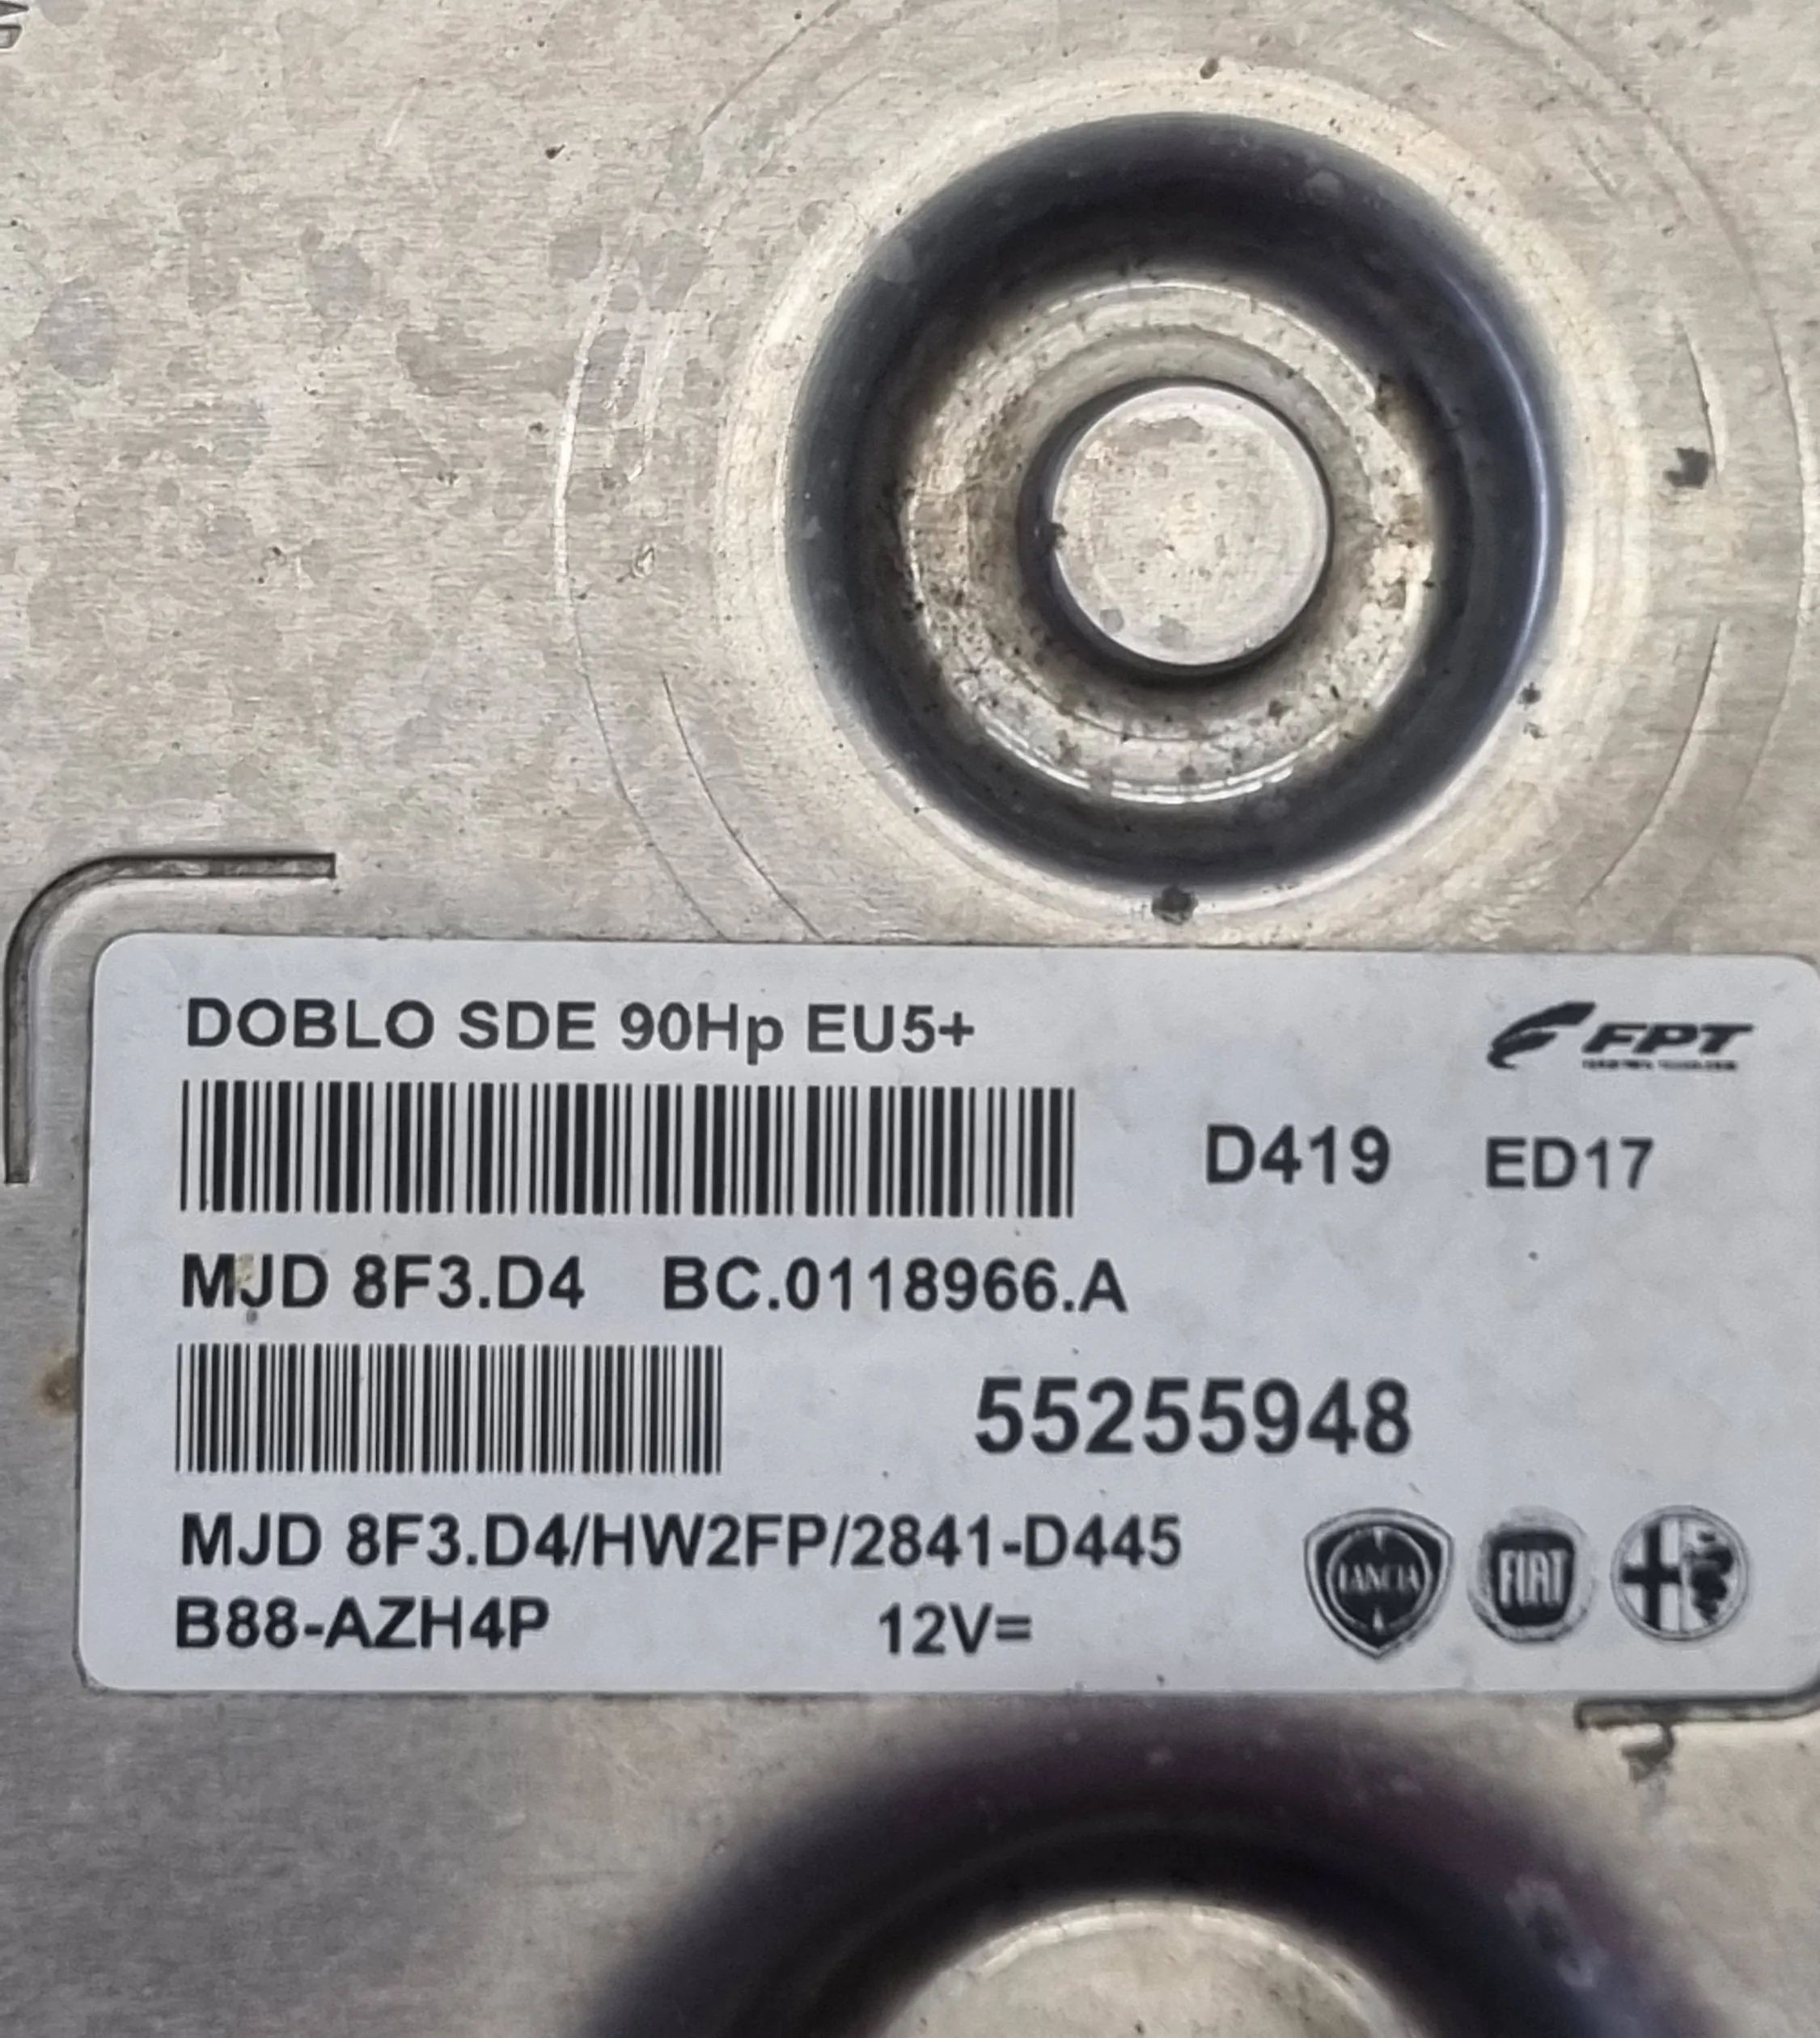 DOBLO SDE 90Hp EU5+
FPT
D419 ED17
MJD 8F3.D4 BC.0118966.A
55255948
MJD 8F3.D4/HW2FP/2841-D445
B88-AZH4P 12V=
LANCIA FIAT